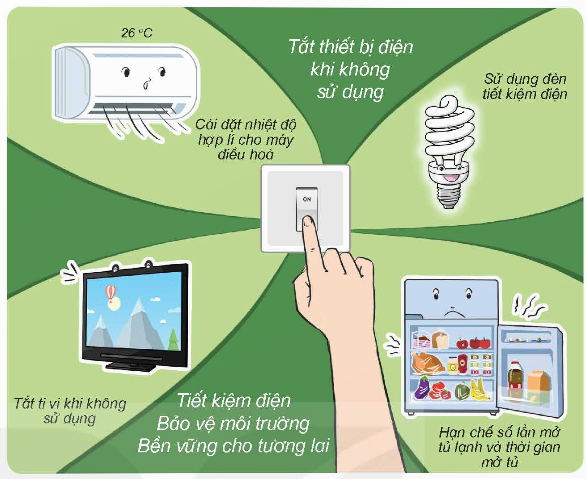 26 °C
Cài đặt nhiệt độ
hợp lí cho máy
điều hoà
Tắt thiết bị điện
khi không
sử dụng
Sử dụng đèn
tiết kiệm điện
ON
Tắt ti vi khi không
sử dụng
Tiết kiệm điện
Bảo vệ môi trường
Bền vững cho tương lai
Hạn chế số lần mở
tủ lạnh và thời gian
mở tủ